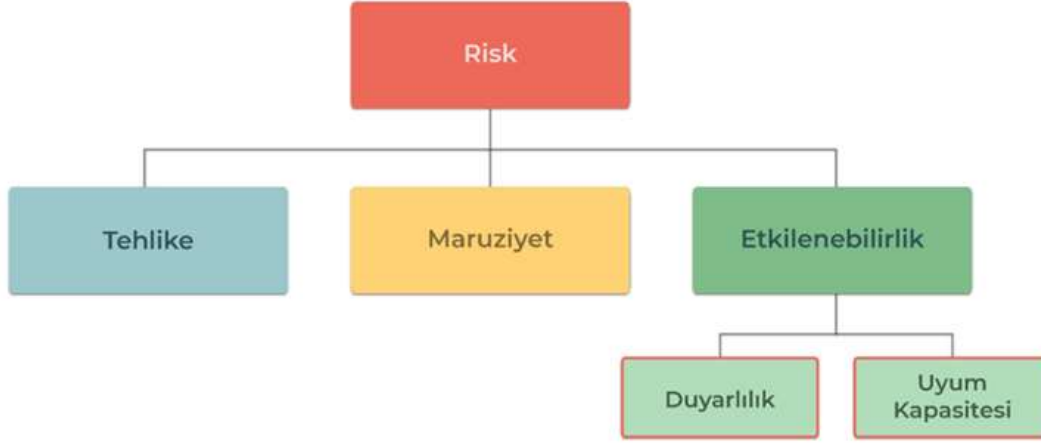 Risk
Tehlike
Maruziyet
Etkilenebilirlik
Duyarlılık
Uyum
Kapasitesi